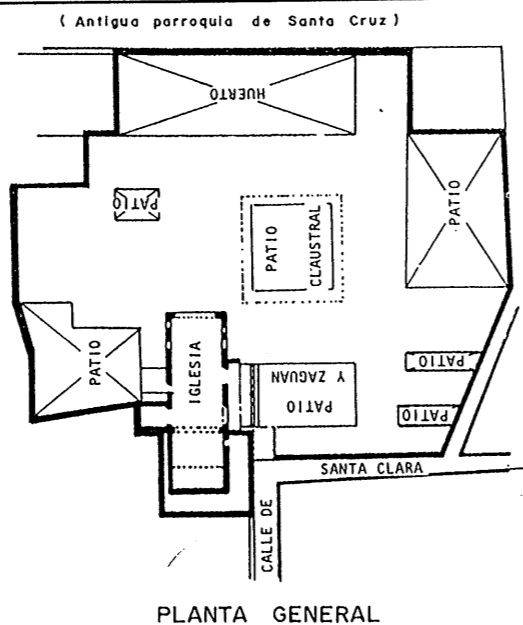 ( Antigua parroquia de Santa Cruz )
HUERTO
PATIO
PATIO
CLAUSTRAL
PATIO
PATIO
IGLESIA
PATIO
Y ZAGUAN
PATIO
PATIO
SANTA CLARA
CALLE DE
PLANTA GENERAL